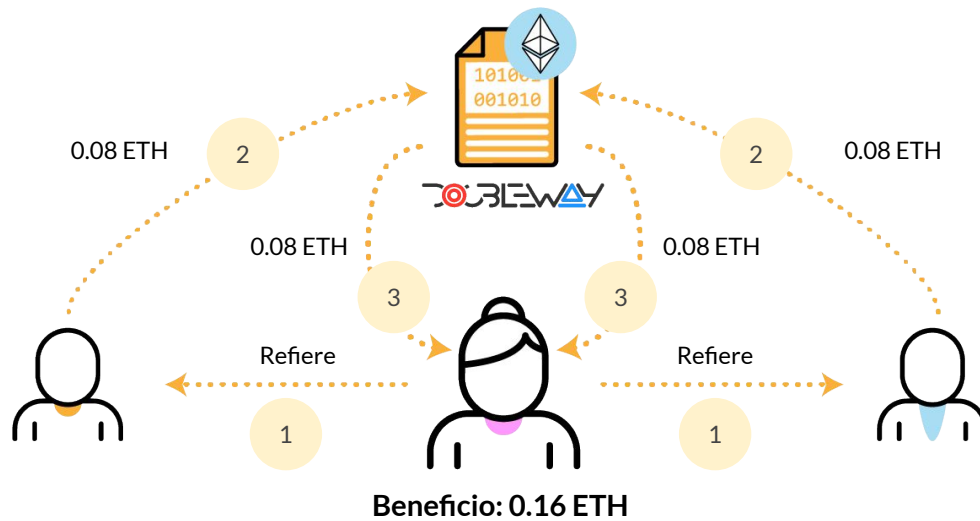 101001
001010
0.08 ETH
2
2
0.08 ETH
DOUBLEWAY
0.08 ETH
0.08 ETH
3
3
Refiere
Refiere
1
1
Beneficio: 0.16 ETH